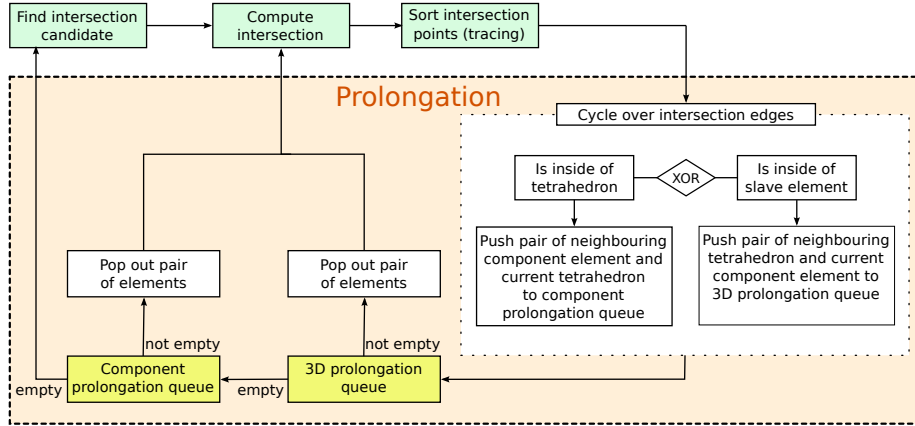 Find intersection
candidate
Compute
intersection
Sort intersection
points (tracing)
Prolongation
Cycle over intersection edges
Is inside of
tetrahedron
XOR
Is inside of
slave element
Push pair of neighbouring
component element and
current tetrahedron
to component
prolongation queue
Push pair of neighbouring
tetrahedron and current
component element to
3D prolongation queue
Pop out pair
of elements
Pop out pair
of elements
not empty
not empty
Component
prolongation queue
3D prolongation
queue
empty
empty